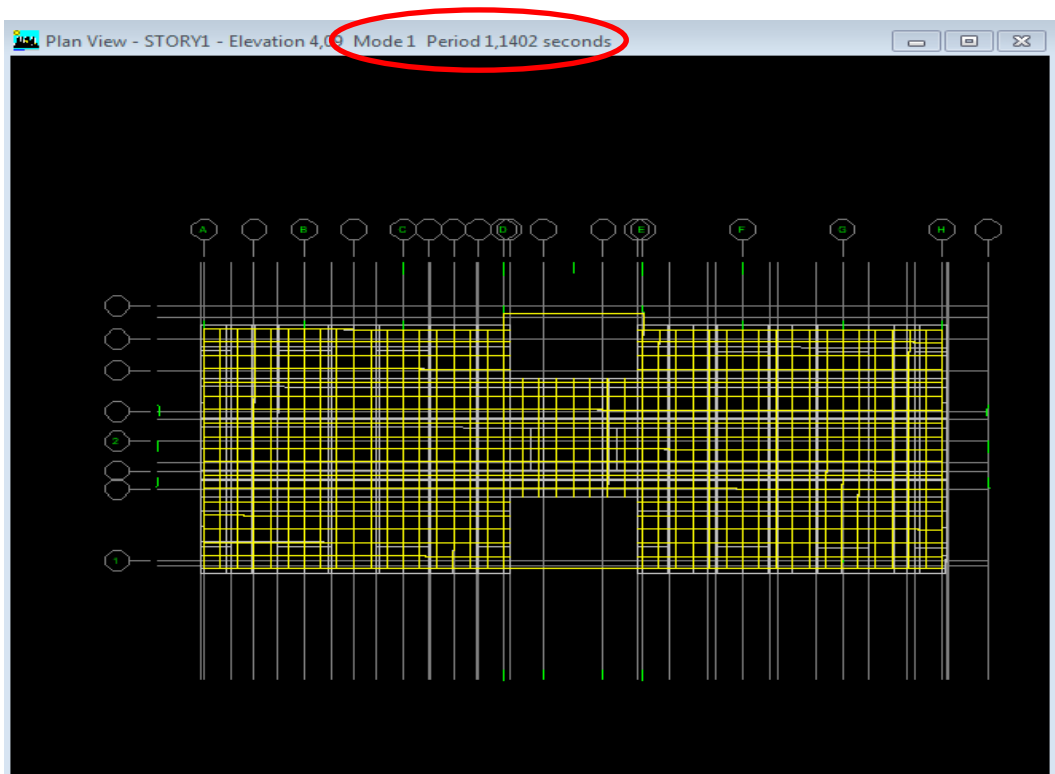 Plan View - STORY1 - Elevation 4,09 Mode 1 Period 1,1402 seconds
A B C D E F G H
2
1